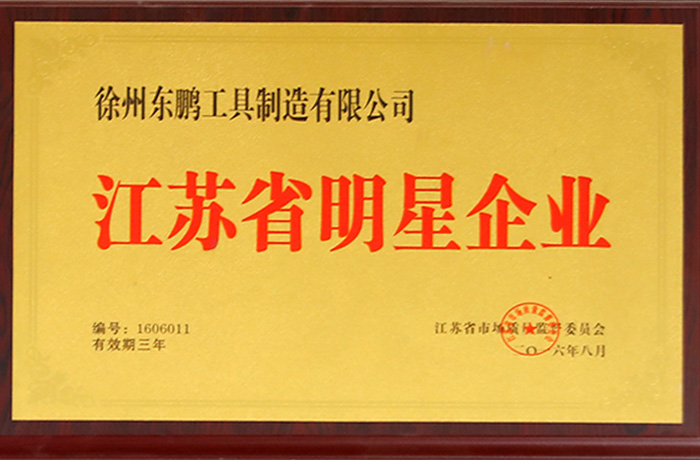 徐州东鹏工具制造有限公司
江苏省明星企业
编号：1606011
有效期三年
江苏省市场质量监督委员会
二〇一六年八月